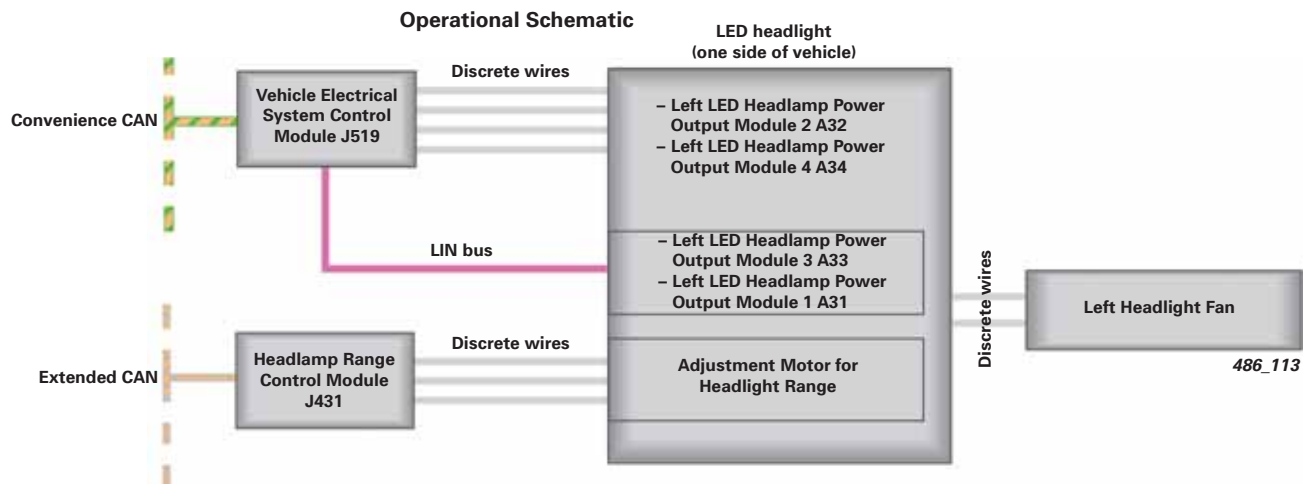 Operational Schematic
LED headlight
(one side of vehicle)
Convenience CAN
Vehicle Electrical
System Control
Module J519
Discrete wires
– Left LED Headlamp Power
Output Module 2 A32
– Left LED Headlamp Power
Output Module 4 A34
LIN bus
– Left LED Headlamp Power
Output Module 3 A33
– Left LED Headlamp Power
Output Module 1 A31
Discrete wires
Left Headlight Fan
Extended CAN
Headlamp Range
Control Module
J431
Discrete wires
Adjustment Motor for
Headlight Range
486_113